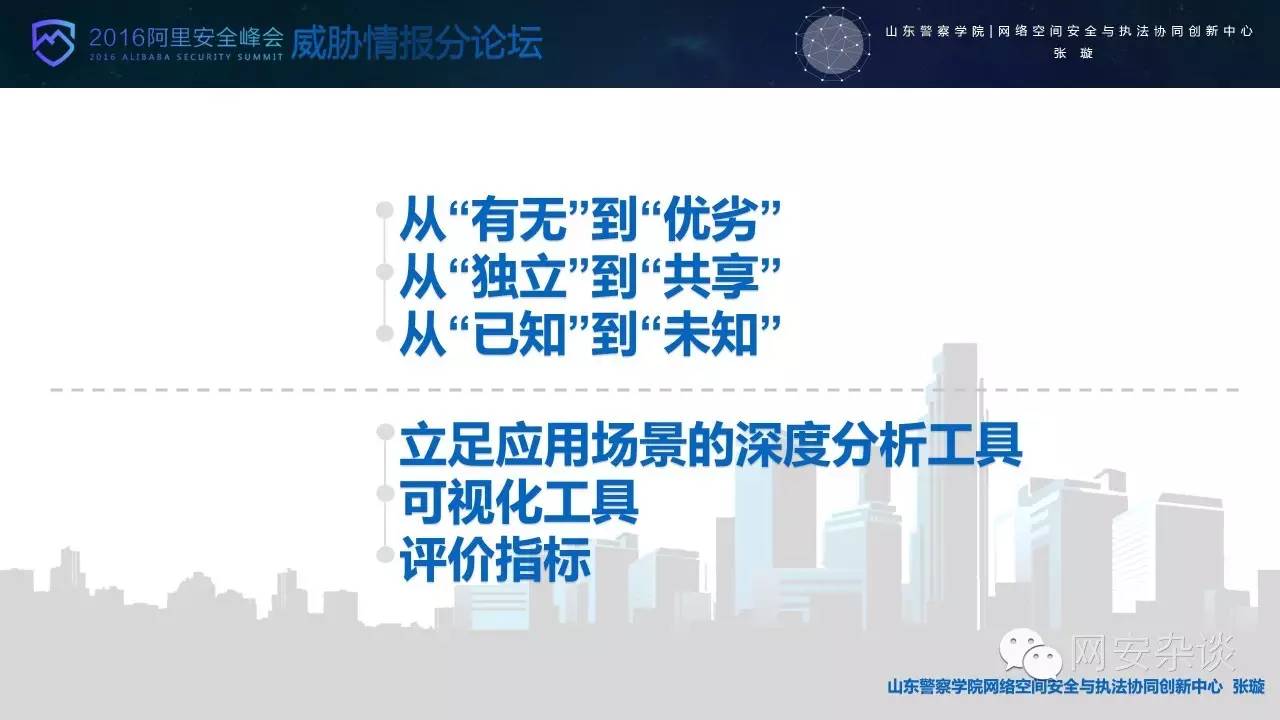 2016阿里安全峰会 威胁情报分论坛
2016 ALIBABA SECURITY SUMMIT
山东警察学院|网络空间安全与执法协同创新中心
张 璇
从“有无”到“优劣”
从“独立”到“共享”
从“已知”到“未知”
立足应用场景的深度分析工具
可视化工具
评价指标
网安杂谈
山东警察学院网络空间安全与执法协同创新中心 张璇